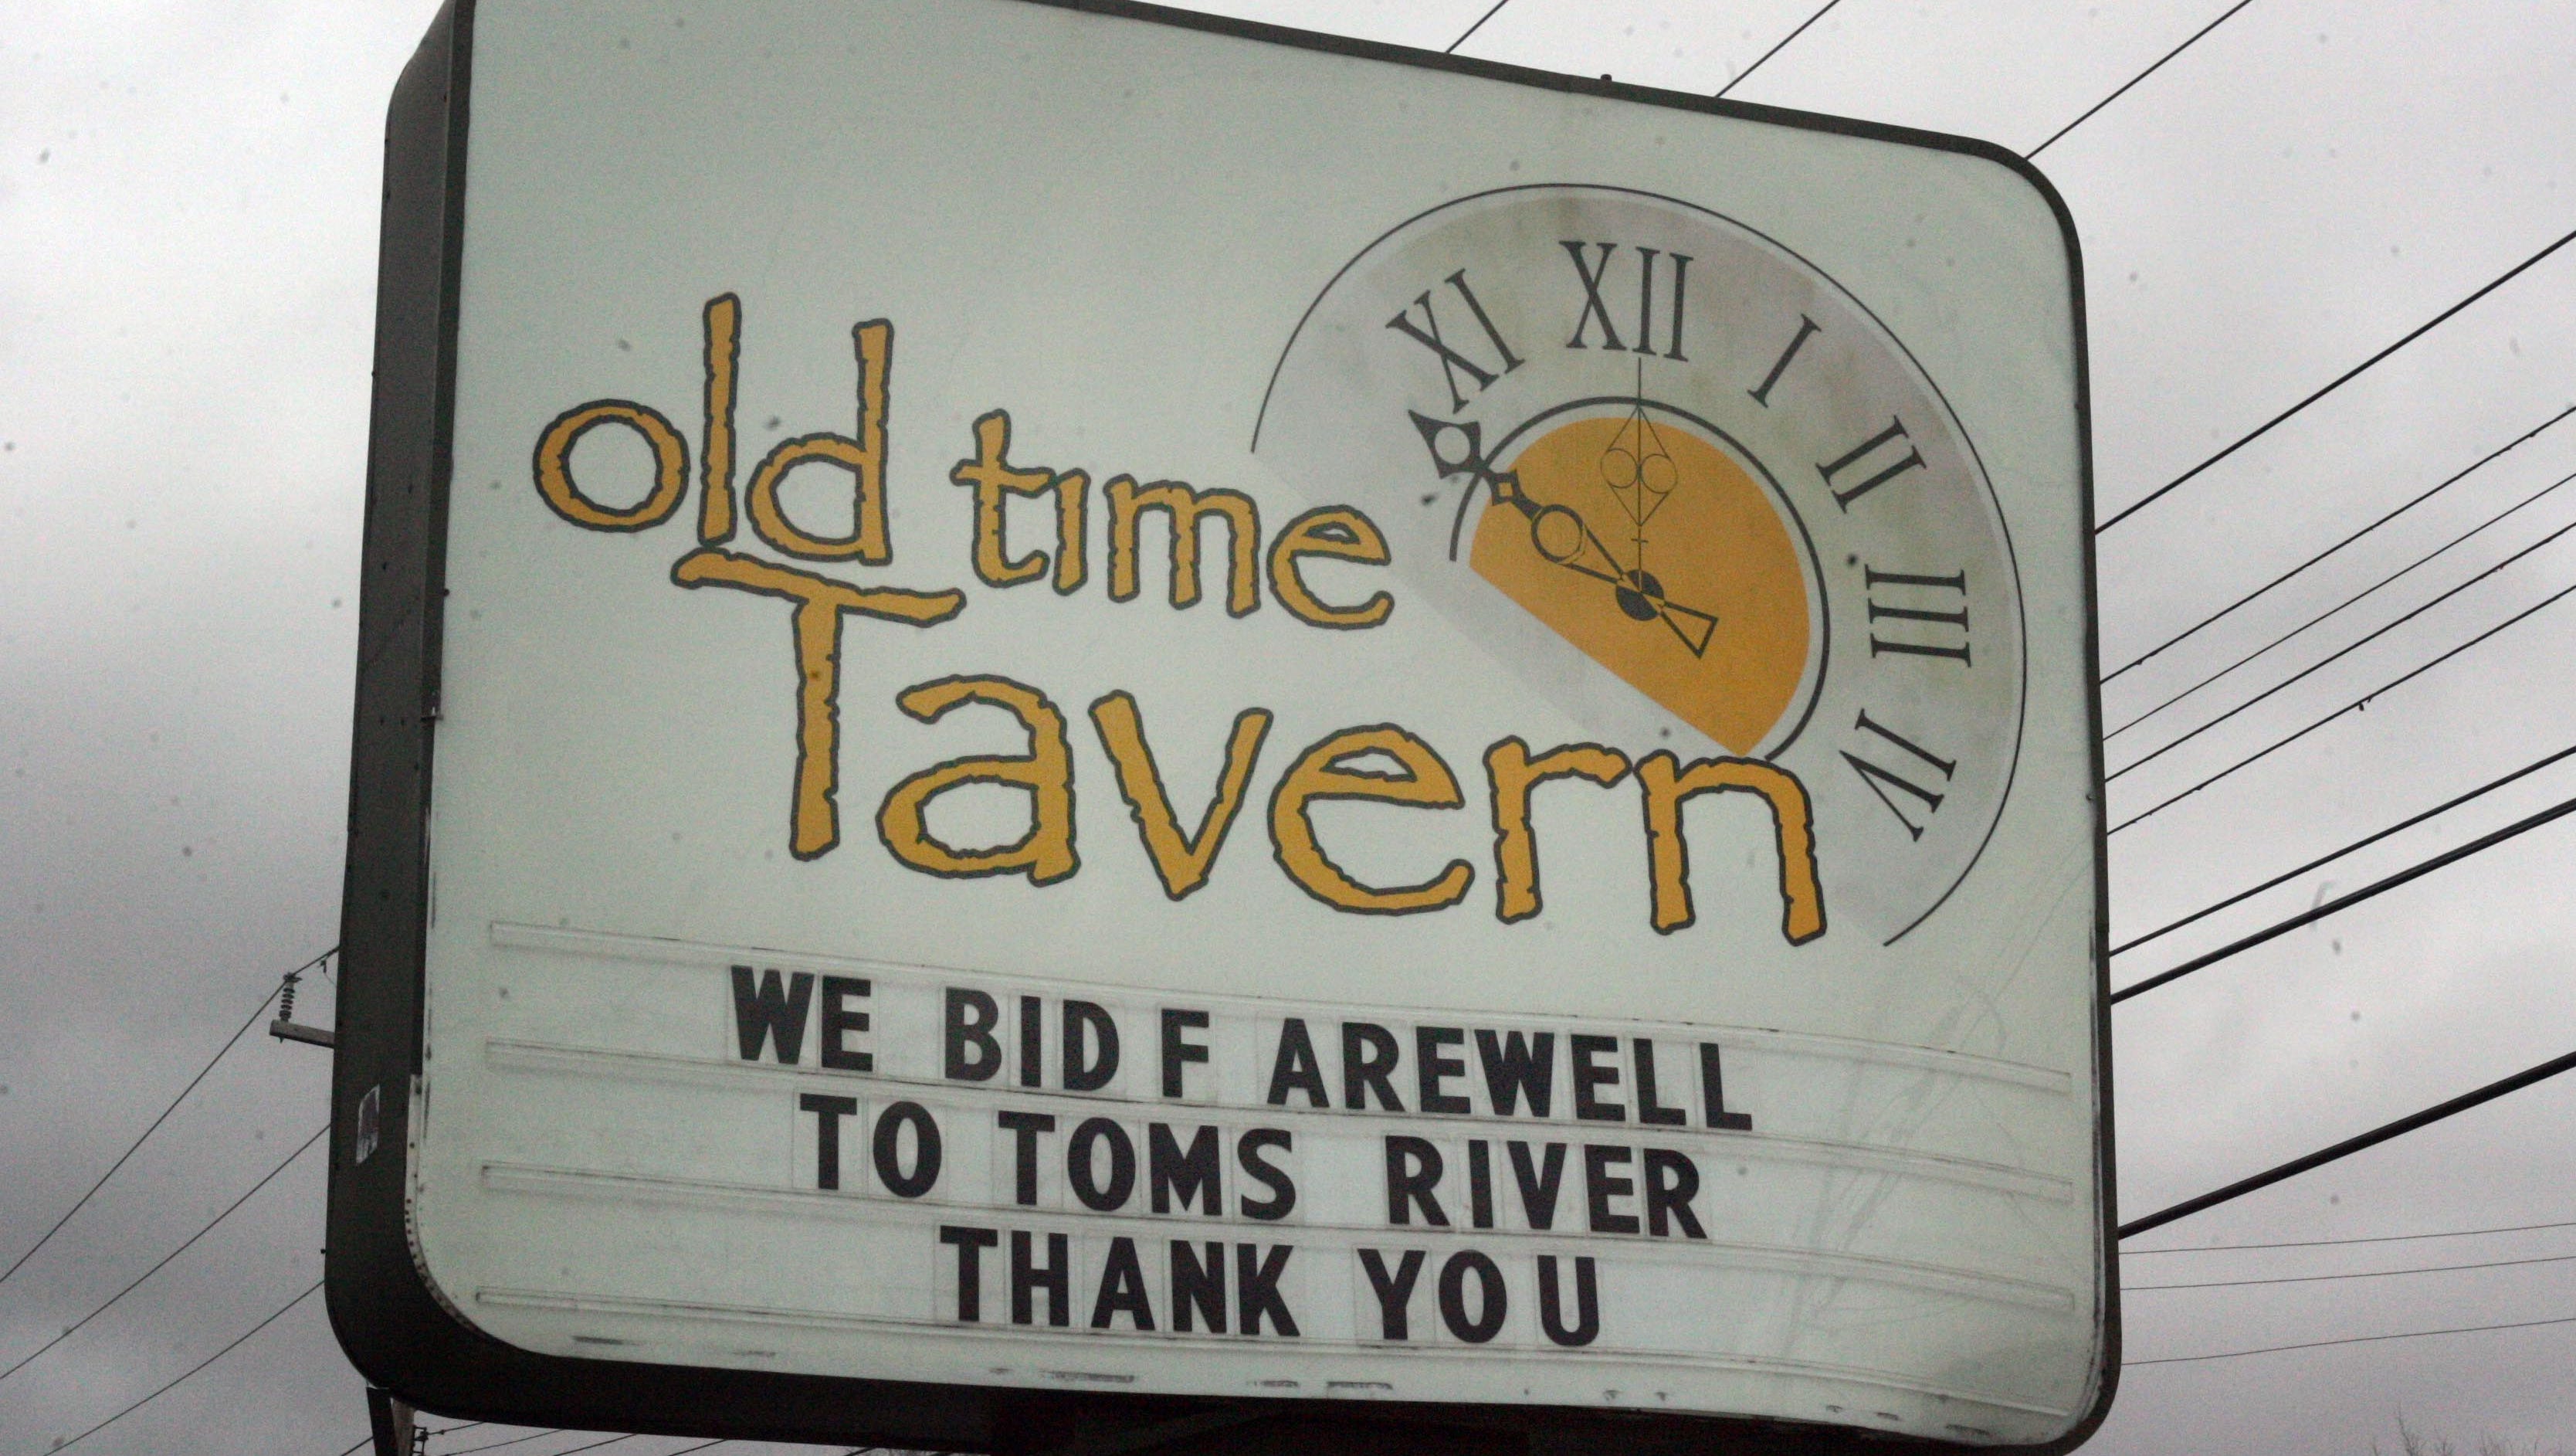 old time
Tavern
XI XII I II III IV
WE BID F AREWELL
TO TOMS RIVER
THANK YOU